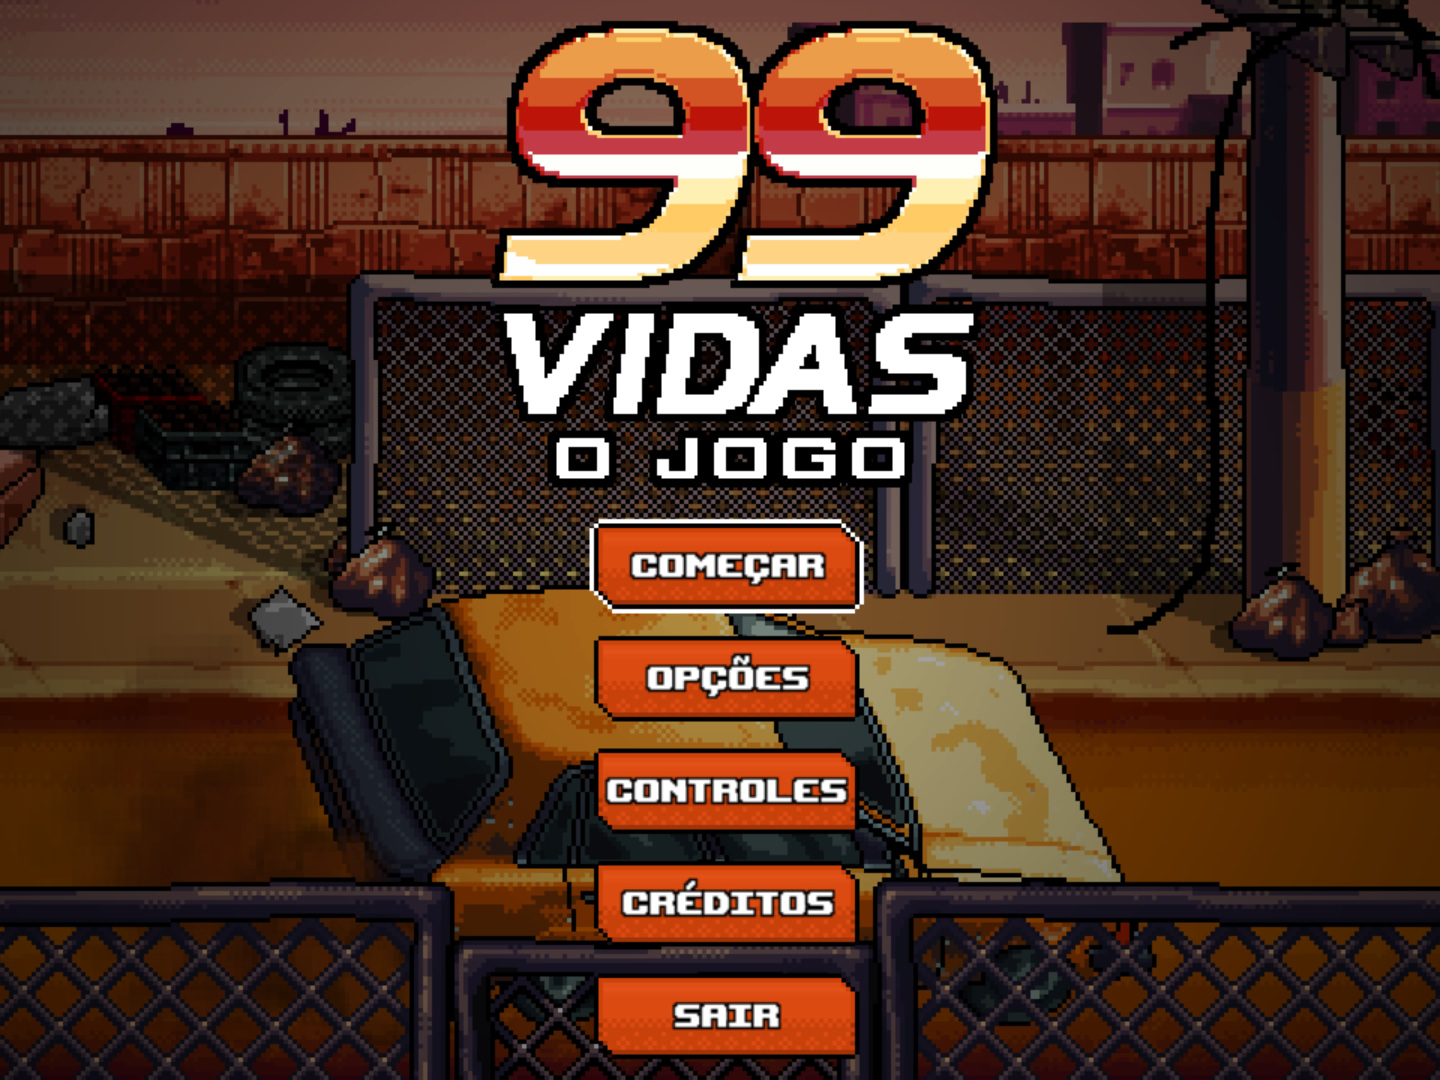 99
VIDAS
O JOGO
COMEÇAR
OPÇÕES
CONTROLES
CRÉDITOS
SAIR